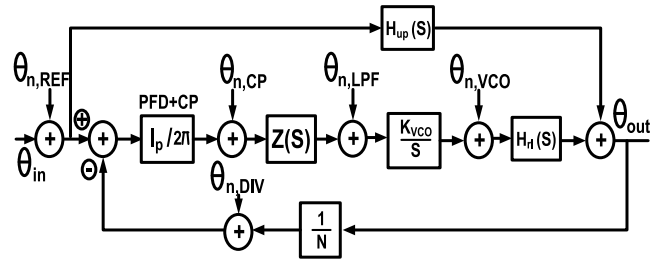 H_up(S)
θ_n,REF
θ_n,CP
θ_n,LPF
θ_n,VCO
PFD+CP
θ_out
⊕
+
+
I_p/2π
+
Z(S)
+
K_VCO
S
+
H_rl(S)
+
θ_in
⊖
θ_n,DIV
+
1
N